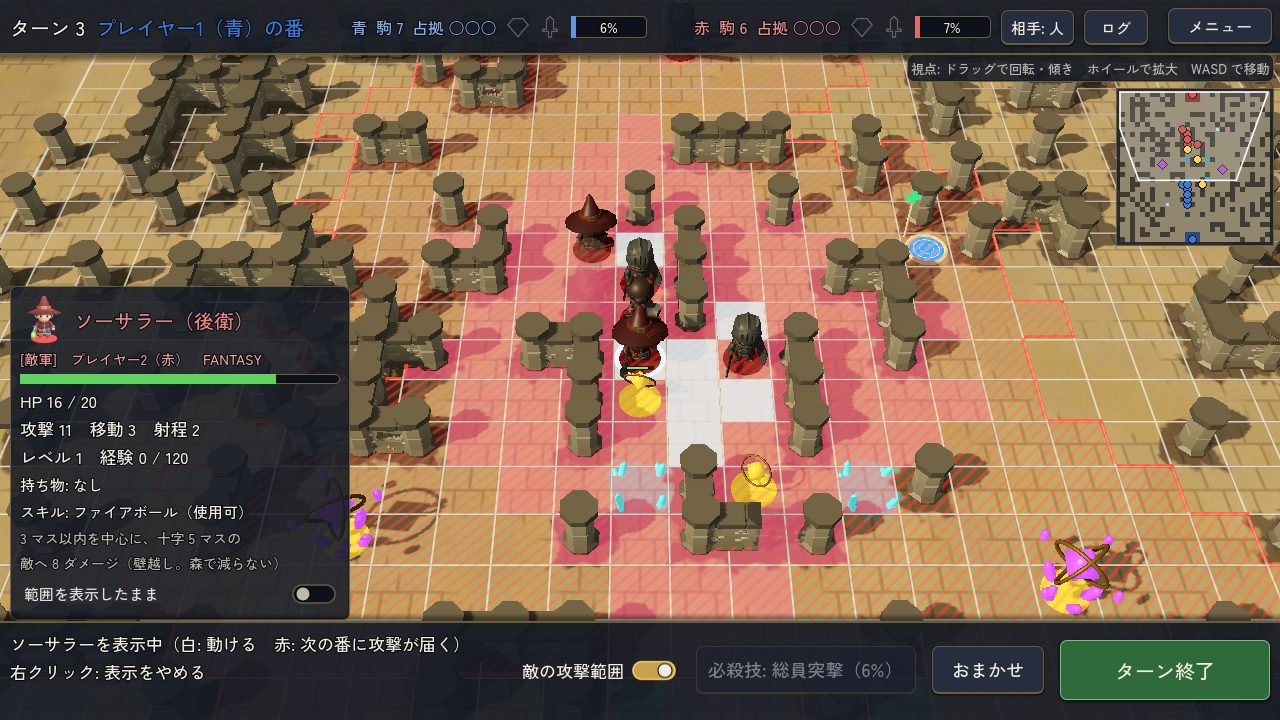 ターン 3 プレイヤー1（青）の番
青 駒 7 占拠 〇〇〇 6%
赤 駒 6 占拠 〇〇〇 7%
相手: 人
ログ
メニュー
視点: ドラッグで回転・傾き ホイールで拡大 WASD で移動
ソーサラー（後衛）
[敵軍] プレイヤー2（赤） FANTASY
HP 16 / 20
攻撃 11 移動 3 射程 2
レベル 1 経験 0 / 120
持ち物: なし
スキル: ファイアボール（使用可）
3 マス以内を中心に、十字 5 マスの
敵へ 8 ダメージ（壁越し。森で減らない）
範囲を表示したまま
ソーサラーを表示中（白: 動ける 赤: 次の番に攻撃が届く）
右クリック: 表示をやめる
敵の攻撃範囲
必殺技: 総員突撃（6%）
おまかせ
ターン終了